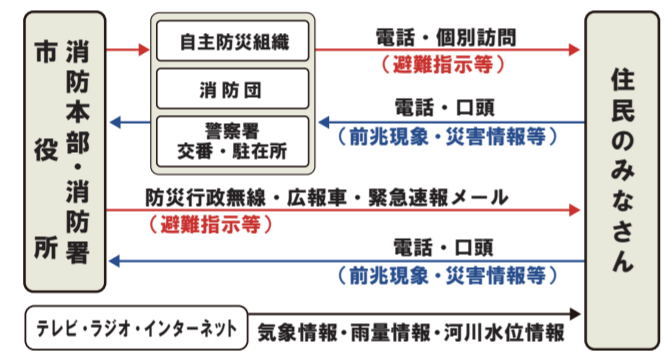 市役所
消防本部・消防署
自主防災組織
消防団
警察署
交番・駐在所
電話・個別訪問
(避難指示等)
電話・口頭
(前兆現象・災害情報等)
防災行政無線・広報車・緊急速報メール
(避難指示等)
電話・口頭
(前兆現象・災害情報等)
住民のみなさん
テレビ・ラジオ・インターネット
気象情報・雨量情報・河川水位情報